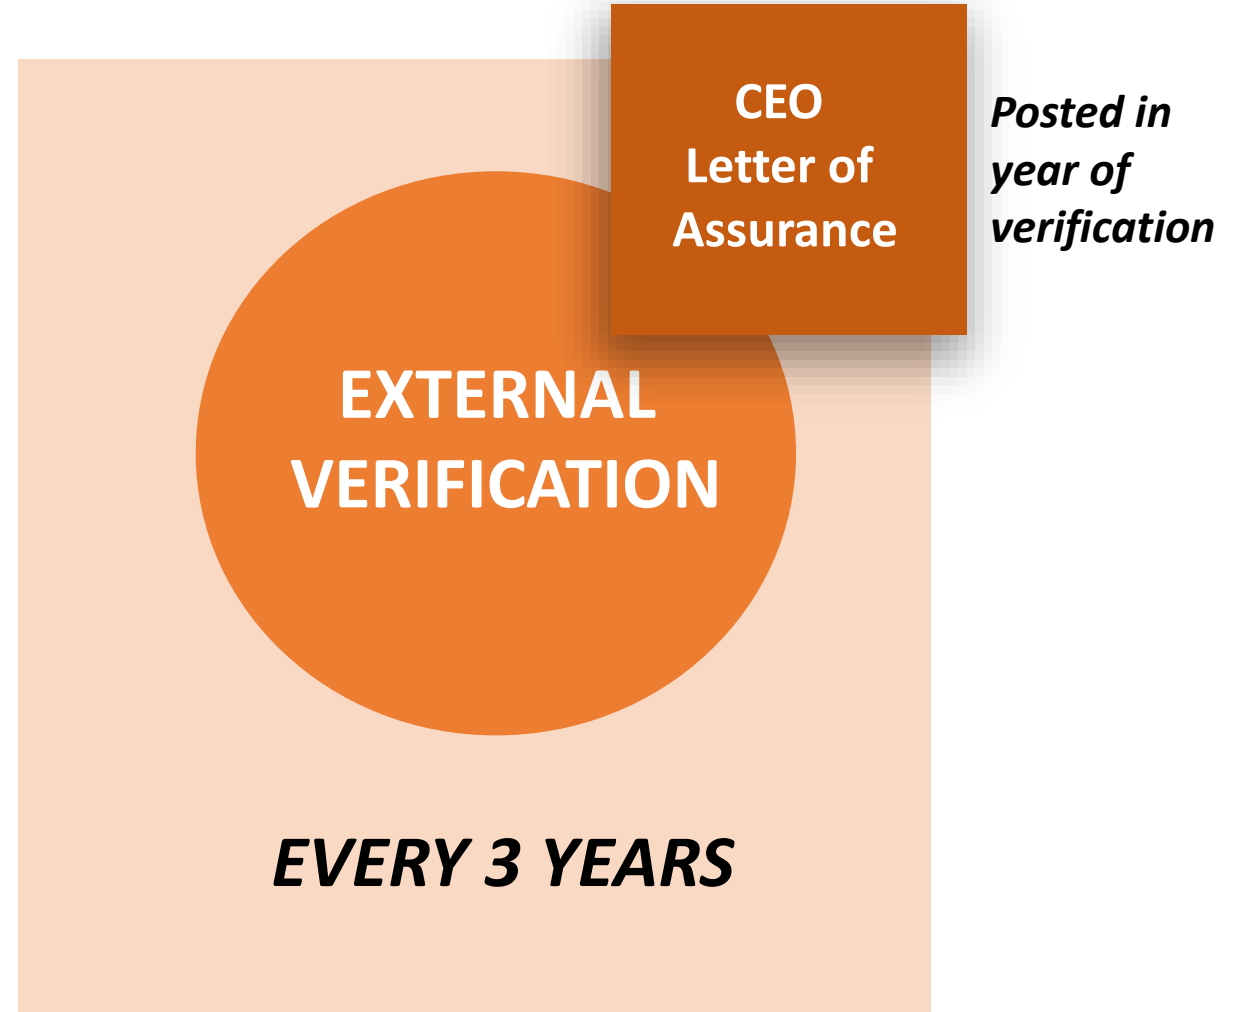 CEO
Letter of
Assurance
Posted in
year of
verification
EXTERNAL
VERIFICATION
EVERY 3 YEARS